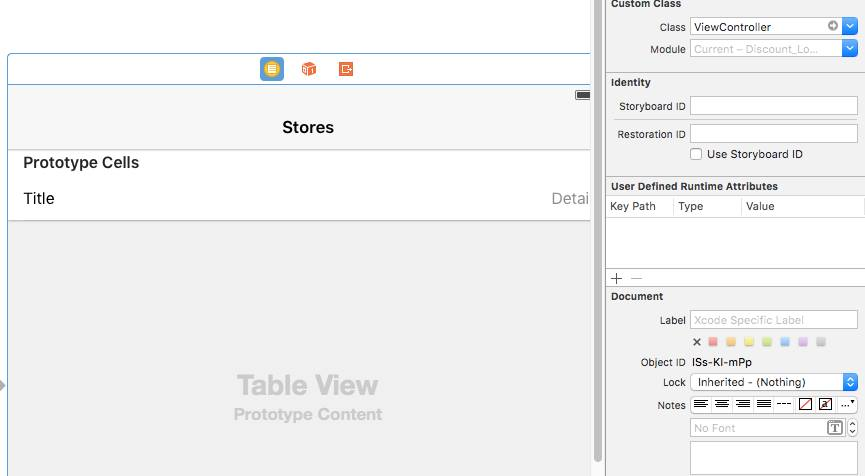 Stores
Prototype Cells
Title
Detai
Table View
Prototype Content
Custom Class
Class ViewController
Module Current – Discount_Lo...
Identity
Storyboard ID
Restoration ID
Use Storyboard ID
User Defined Runtime Attributes
Key Path Type Value
Document
Label Xcode Specific Label
Object ID ISs-KI-mPp
Lock Inherited - (Nothing)
Notes
No Font